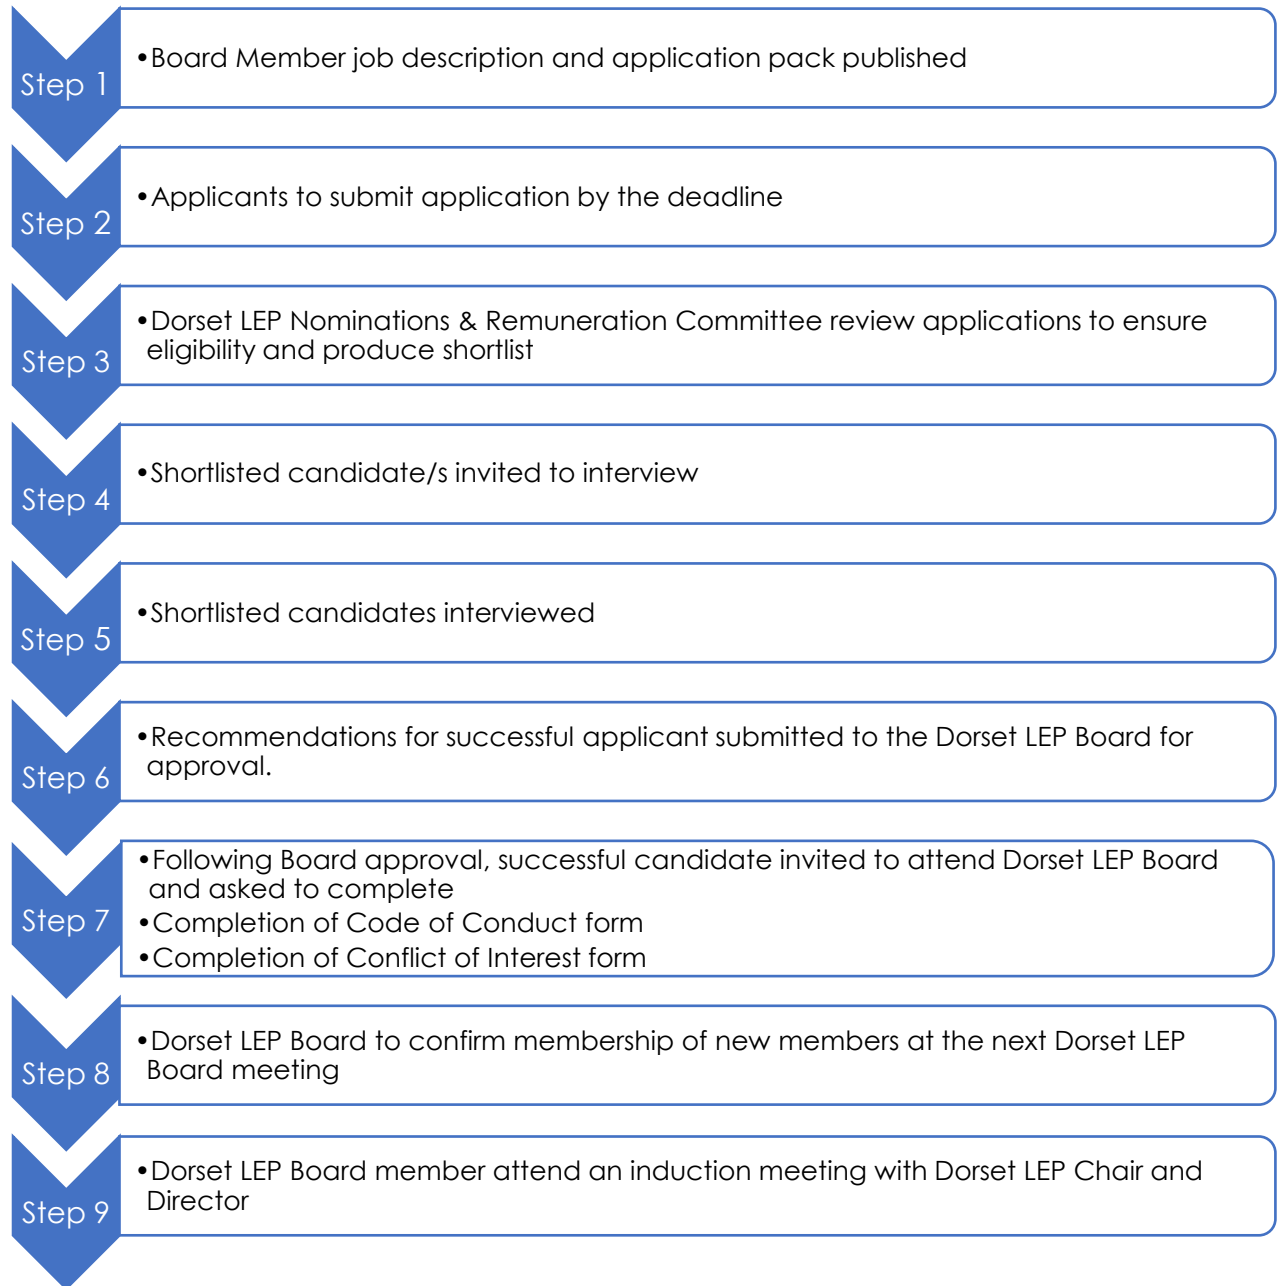 Step 1
•Board Member job description and application pack published
Step 2
•Applicants to submit application by the deadline
Step 3
•Dorset LEP Nominations & Remuneration Committee review applications to ensure
eligibility and produce shortlist
Step 4
•Shortlisted candidate/s invited to interview
Step 5
•Shortlisted candidates interviewed
Step 6
•Recommendations for successful applicant submitted to the Dorset LEP Board for
approval.
Step 7
•Following Board approval, successful candidate invited to attend Dorset LEP Board
and asked to complete
•Completion of Code of Conduct form
•Completion of Conflict of Interest form
Step 8
•Dorset LEP Board to confirm membership of new members at the next Dorset LEP
Board meeting
Step 9
•Dorset LEP Board member attend an induction meeting with Dorset LEP Chair and
Director